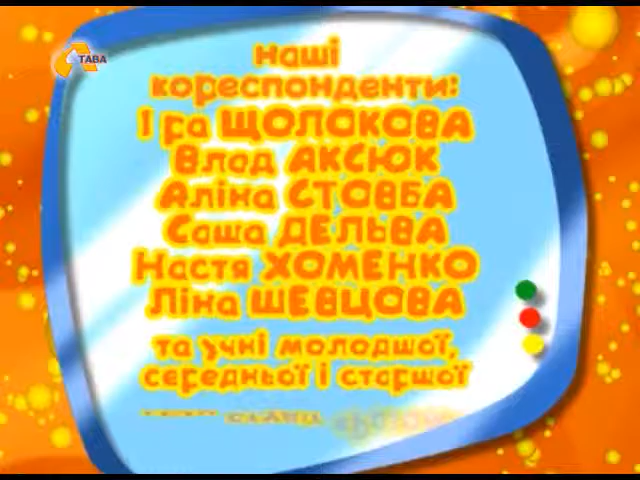 ТАВА
наші
кореспонденти:
Іра ЩОЛОКОВА
Влад АКСЮК
Аліна СТОВБА
Саша ДЕЛЬВА
Настя ХОМЕНКО
Ліна ШЕВЦОВА
та учні молодшої,
середньої і старшої